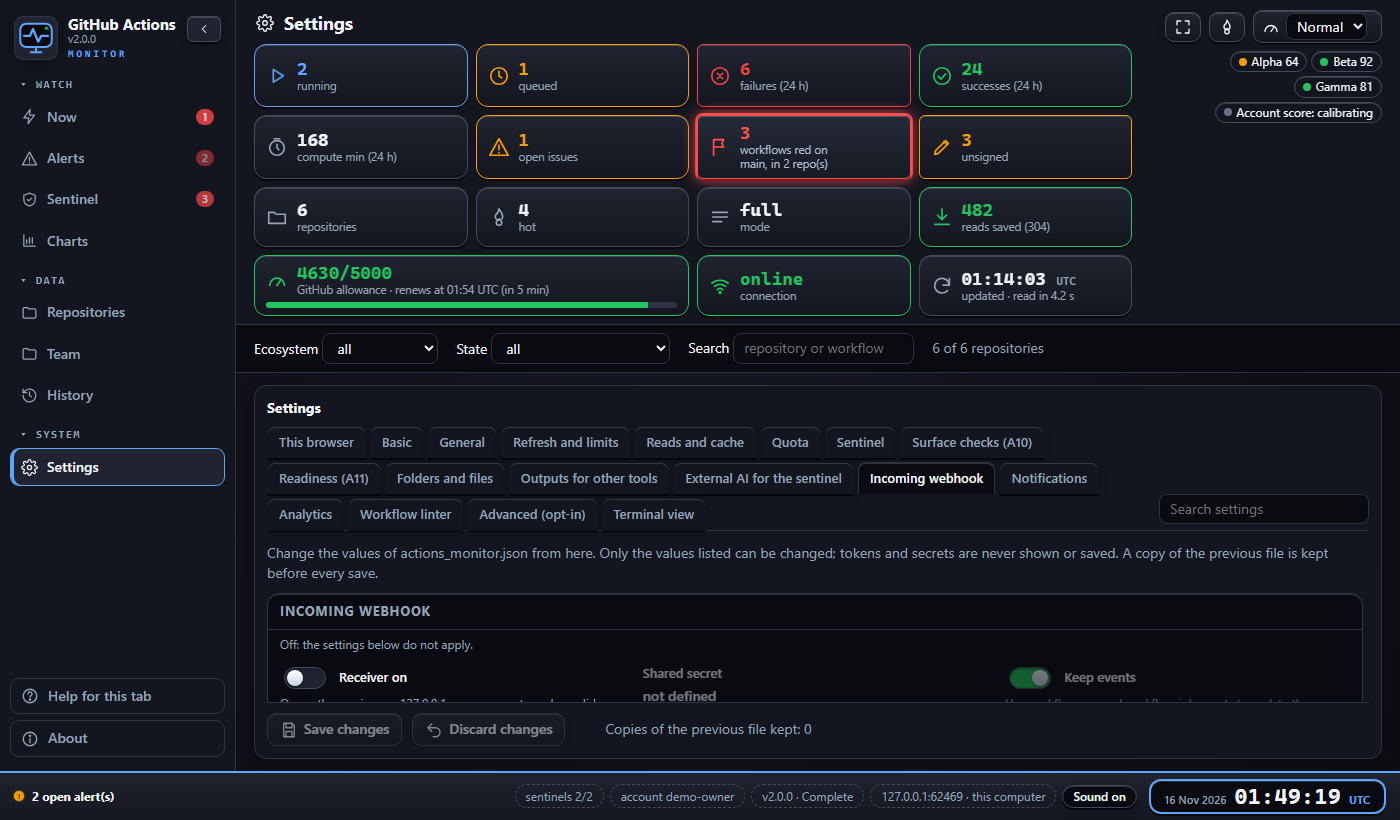 GitHub Actions
v2.0.0
MONITOR
WATCH
Now 1
Alerts 2
Sentinel 3
Charts
DATA
Repositories
Team
History
SYSTEM
Settings
Help for this tab
About
Settings
Normal
Alpha 64 Beta 92
Gamma 81
Account score: calibrating
2
running
1
queued
6
failures (24 h)
24
successes (24 h)
168
compute min (24 h)
1
open issues
3
workflows red on
main, in 2 repo(s)
3
unsigned
6
repositories
4
hot
full
mode
482
reads saved (304)
4630/5000
GitHub allowance · renews at 01:54 UTC (in 5 min)
online
connection
01:14:03 UTC
updated · read in 4.2 s
Ecosystem all State all Search repository or workflow 6 of 6 repositories
Settings
This browser Basic General Refresh and limits Reads and cache Quota Sentinel Surface checks (A10)
Readiness (A11) Folders and files Outputs for other tools External AI for the sentinel Incoming webhook Notifications
Analytics Workflow linter Advanced (opt-in) Terminal view Search settings
Change the values of actions_monitor.json from here. Only the values listed can be changed; tokens and secrets are never shown or saved. A copy of the previous file is kept
before every save.
INCOMING WEBHOOK
Off: the settings below do not apply.
Receiver on
Shared secret
not defined
Keep events
Save changes Discard changes Copies of the previous file kept: 0
2 open alert(s) sentinels 2/2 account demo-owner v2.0.0 · Complete 127.0.0.1:62469 · this computer Sound on 16 Nov 2026 01:49:19 UTC